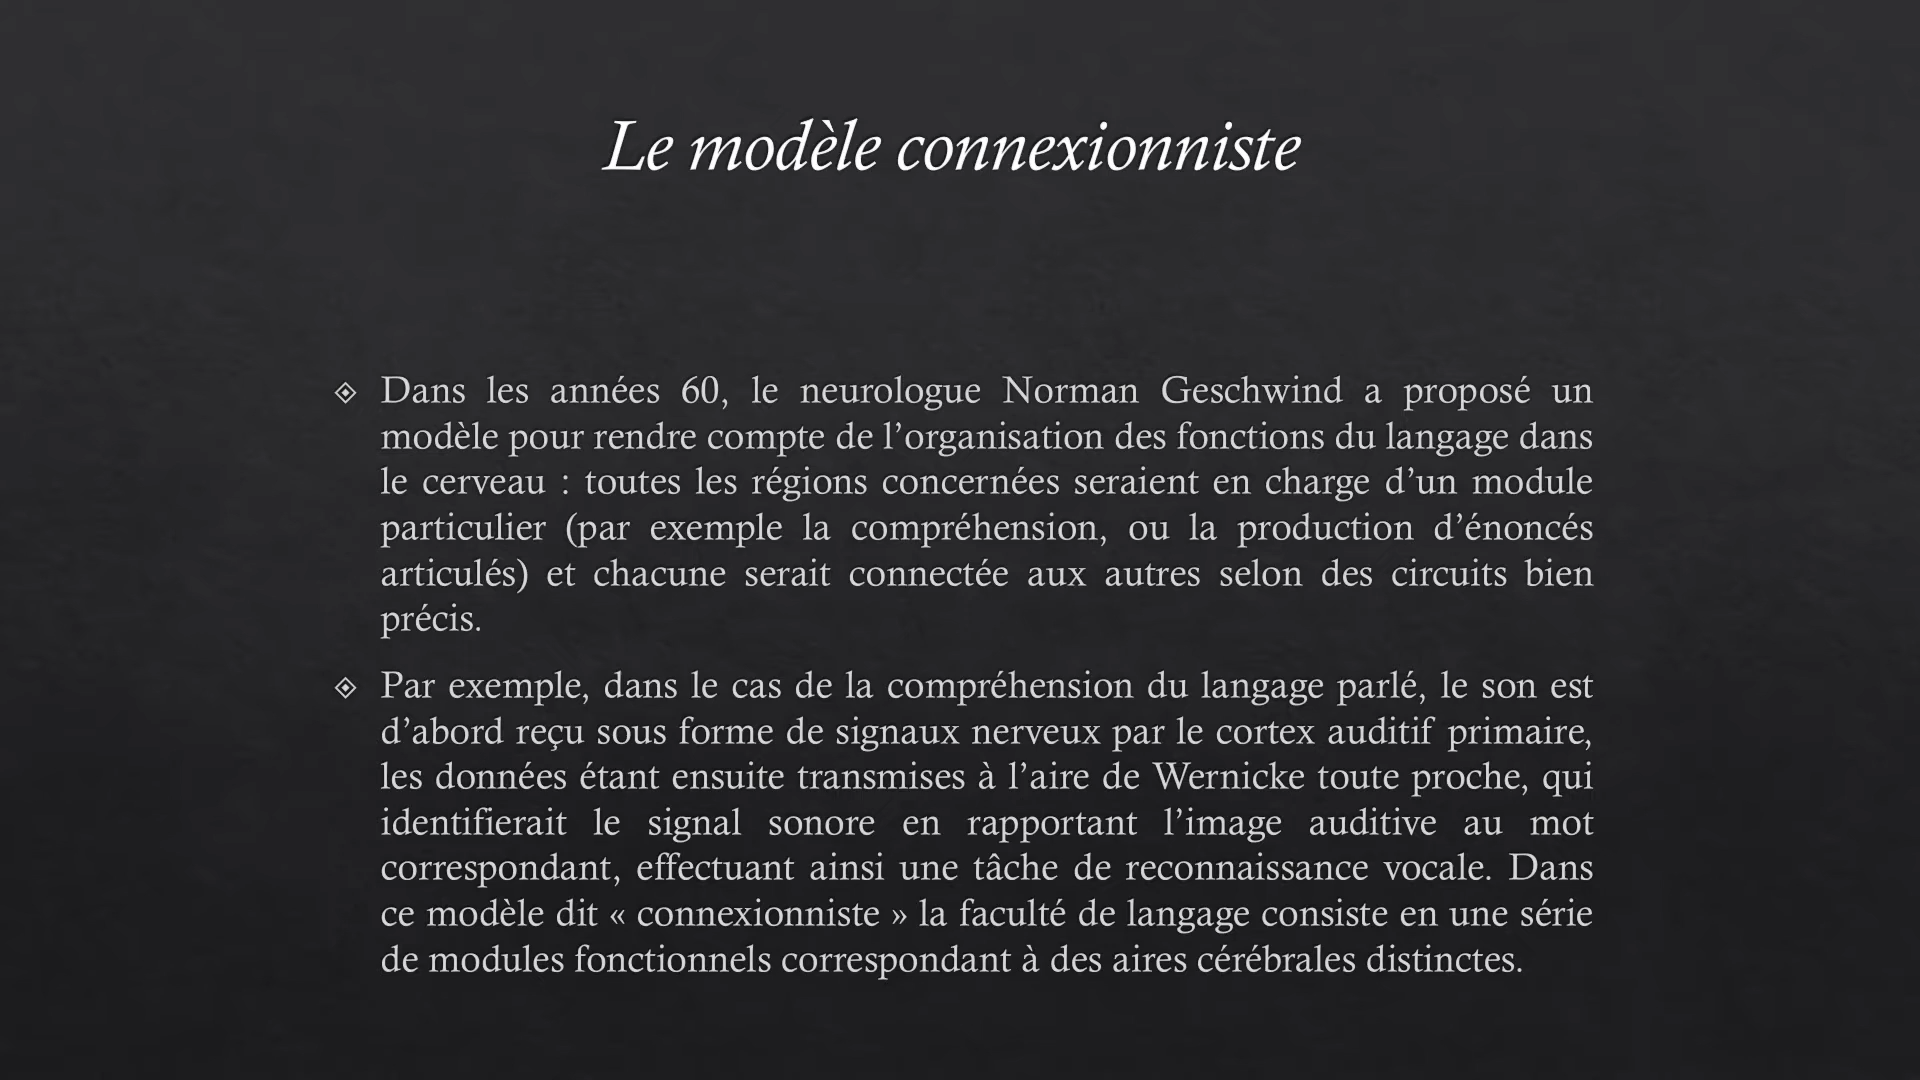 Le modèle connexionniste
Dans les années 60, le neurologue Norman Geschwind a proposé un
modèle pour rendre compte de l’organisation des fonctions du langage dans
le cerveau : toutes les régions concernées seraient en charge d’un module
particulier (par exemple la compréhension, ou la production d’énoncés
articulés) et chacune serait connectée aux autres selon des circuits bien
précis.
Par exemple, dans le cas de la compréhension du langage parlé, le son est
d’abord reçu sous forme de signaux nerveux par le cortex auditif primaire,
les données étant ensuite transmises à l’aire de Wernicke toute proche, qui
identifierait le signal sonore en rapportant l’image auditive au mot
correspondant, effectuant ainsi une tâche de reconnaissance vocale. Dans
ce modèle dit « connexionniste » la faculté de langage consiste en une série
de modules fonctionnels correspondant à des aires cérébrales distinctes.